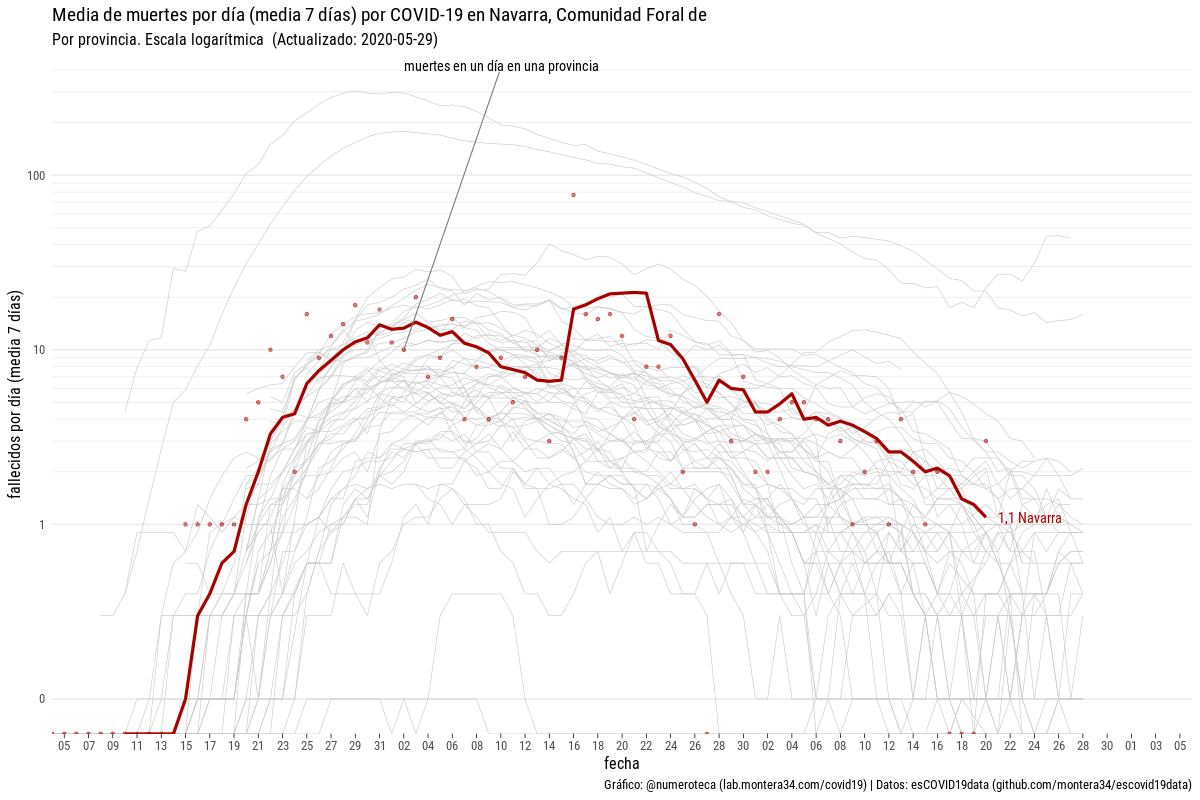 Media de muertes por día (media 7 días) por COVID-19 en Navarra, Comunidad Foral de
Por provincia. Escala logarítmica (Actualizado: 2020-05-29)
muertes en un día en una provincia
fallecidos por día (media 7 días)
100
10
1
0
1,1 Navarra
05 07 09 11 13 15 17 19 21 23 25 27 29 31 02 04 06 08 10 12 14 16 18 20 22 24 26 28 30 02 04 06 08 10 12 14 16 18 20 22 24 26 28 30 01 03 05
fecha
Gráfico: @numeroteca (lab.montera34.com/covid19) | Datos: esCOVID19data (github.com/montera34/escovid19data)